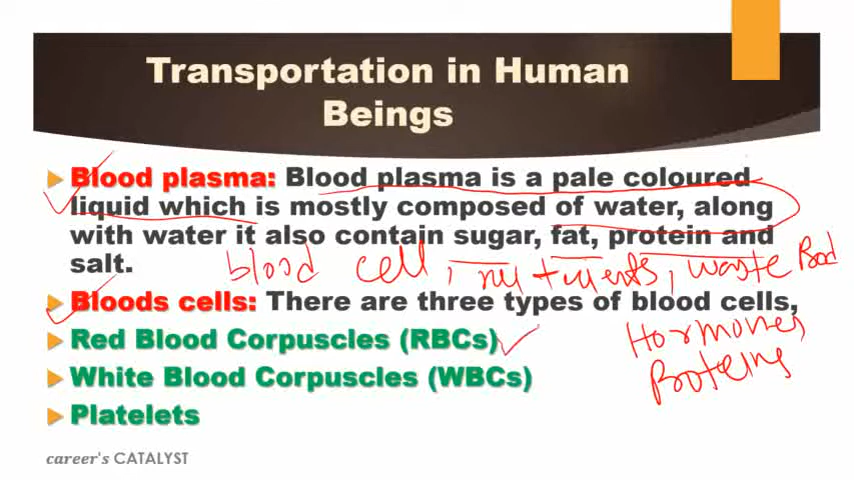 Transportation in Human
Beings
Blood plasma: Blood plasma is a pale coloured
liquid which is mostly composed of water, along
with water it also contain sugar, fat, protein and
salt.
blood cell, nutrients, waste
Bloods cells: There are three types of blood cells,
Hormones
Red Blood Corpuscles (RBCs)
Proteins
White Blood Corpuscles (WBCs)
Platelets
career's CATALYST